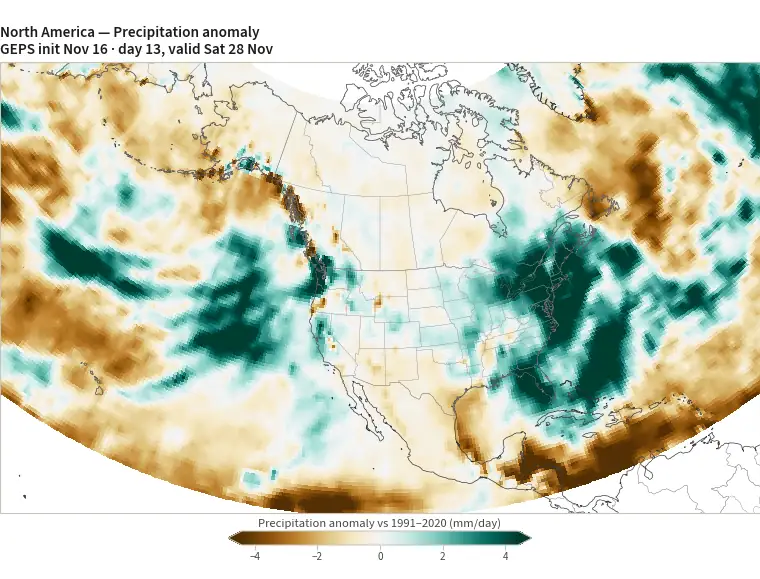 North America — Precipitation anomaly
GEPS init Nov 16 · day 13, valid Sat 28 Nov
Precipitation anomaly vs 1991–2020 (mm/day)
−4 −2 0 2 4